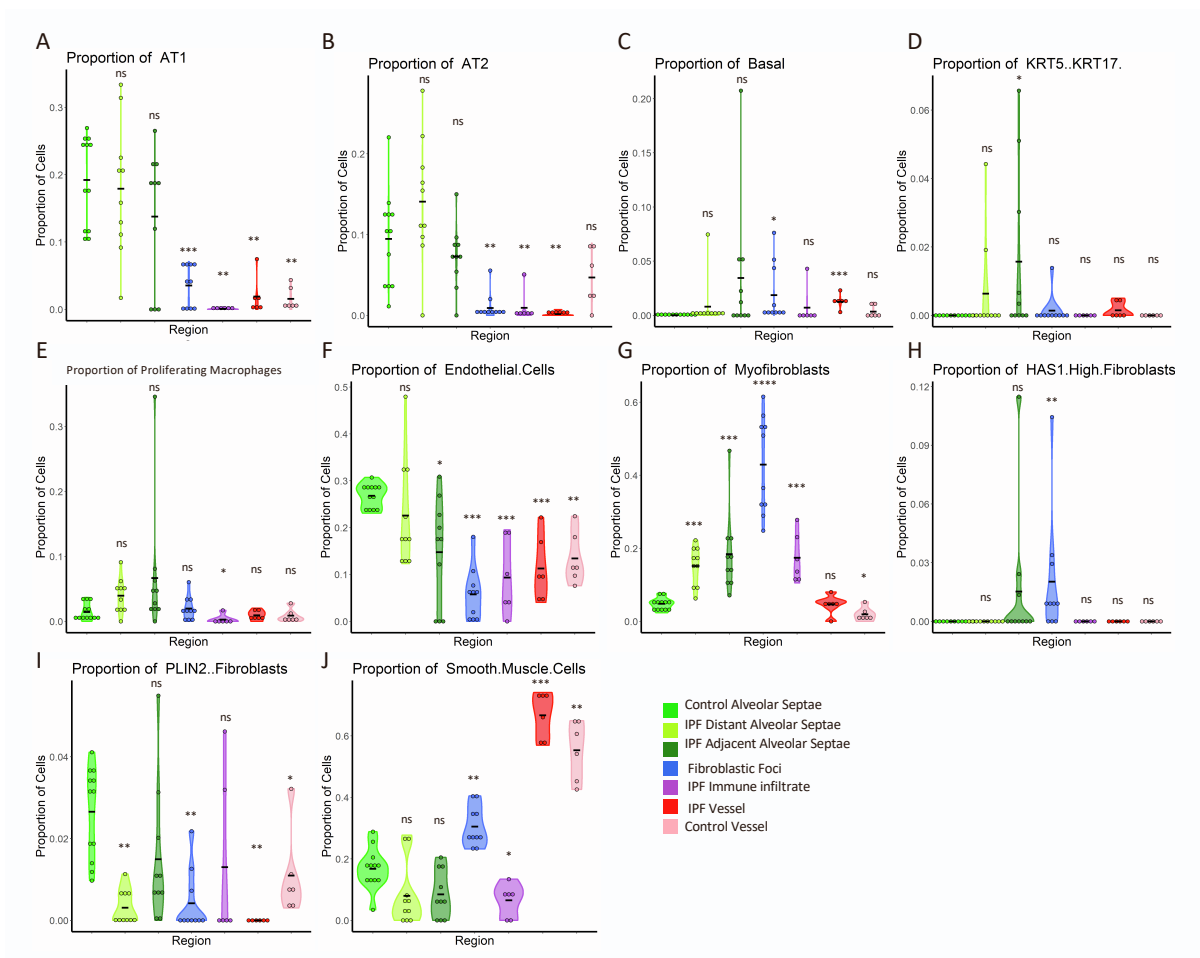 A
Proportion of AT1
Proportion of Cells
0.3
0.2
0.1
0.0
ns
ns
***
**
**
**
Region
B
Proportion of AT2
Proportion of Cells
0.2
0.1
0.0
ns
ns
**
**
**
ns
Region
C
Proportion of Basal
Proportion of Cells
0.20
0.15
0.10
0.05
0.00
ns
ns
*
ns
***
ns
Region
D
Proportion of KRT5..KRT17.
Proportion of Cells
0.06
0.04
0.02
0.00
ns
*
ns
ns
ns
ns
Region
E
Proportion of Proliferating Macrophages
Proportion of Cells
0.3
0.2
0.1
0.0
ns
ns
ns
*
ns
ns
Region
F
Proportion of Endothelial.Cells
Proportion of Cells
0.5
0.4
0.3
0.2
0.1
0.0
ns
*
***
***
***
**
Region
G
Proportion of Myofibroblasts
Proportion of Cells
0.6
0.4
0.2
0.0
***
***
****
***
ns
*
Region
H
Proportion of HAS1.High.Fibroblasts
Proportion of Cells
0.12
0.08
0.04
0.00
ns
ns
**
ns
ns
ns
Region
I
Proportion of PLIN2..Fibroblasts
Proportion of Cells
0.04
0.02
0.00
**
ns
**
ns
**
*
Region
J
Proportion of Smooth.Muscle.Cells
Proportion of Cells
0.6
0.4
0.2
0.0
ns
ns
**
*
***
**
Region
Control Alveolar Septae
IPF Distant Alveolar Septae
IPF Adjacent Alveolar Septae
Fibroblastic Foci
IPF Immune infiltrate
IPF Vessel
Control Vessel